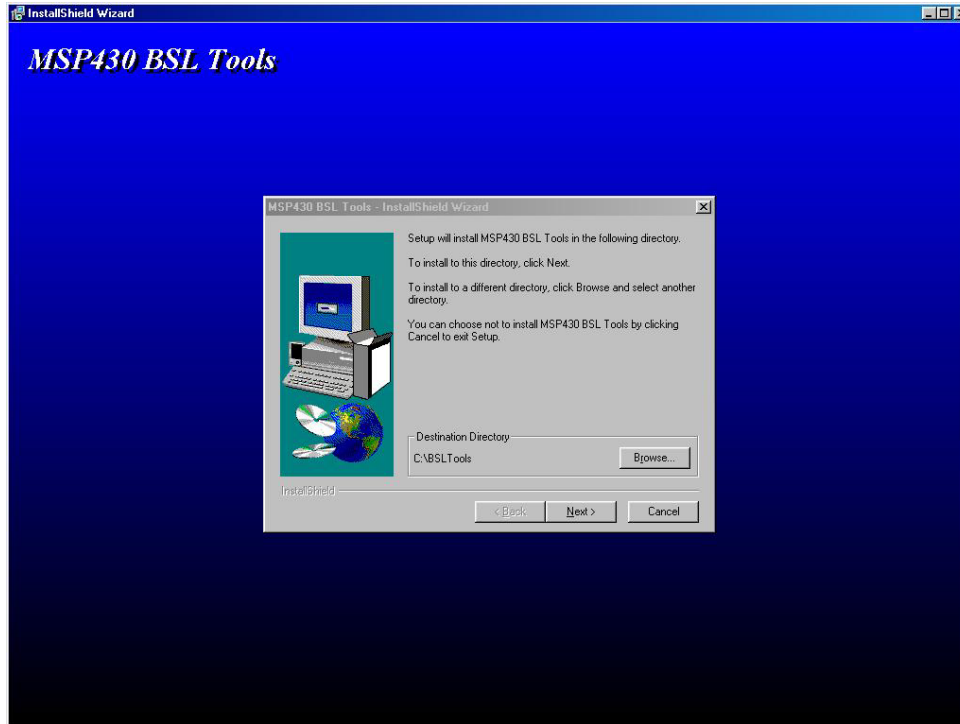 InstallShield Wizard
MSP430 BSL Tools
MSP430 BSL Tools - InstallShield Wizard
Setup will install MSP430 BSL Tools in the following directory.
To install to this directory, click Next.
To install to a different directory, click Browse and select another
directory.
You can choose not to install MSP430 BSL Tools by clicking
Cancel to exit Setup.
Destination Directory
C:\BSLTools
Browse...
InstallShield
< Back
Next >
Cancel